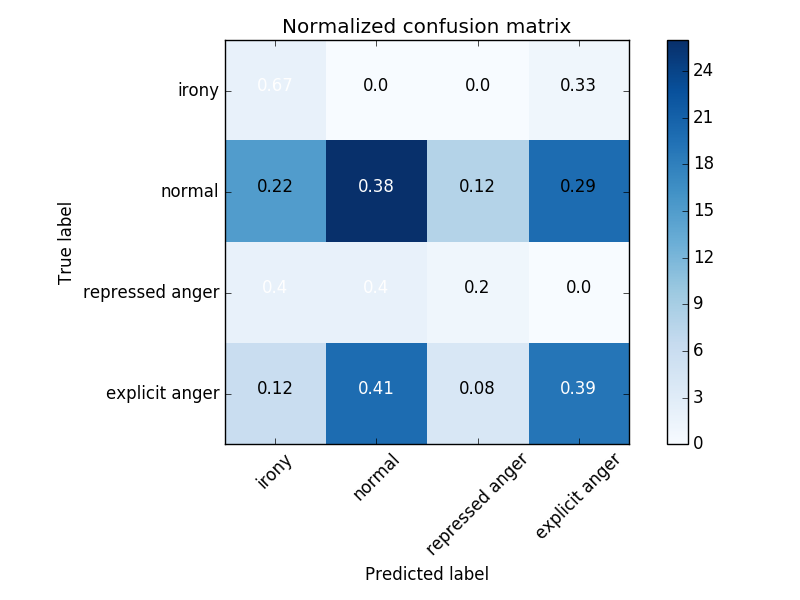 Normalized confusion matrix
True label
irony 0.67 0.0 0.0 0.33
normal 0.22 0.38 0.12 0.29
repressed anger 0.4 0.4 0.2 0.0
explicit anger 0.12 0.41 0.08 0.39
irony normal repressed anger explicit anger
Predicted label
24
21
18
15
12
9
6
3
0